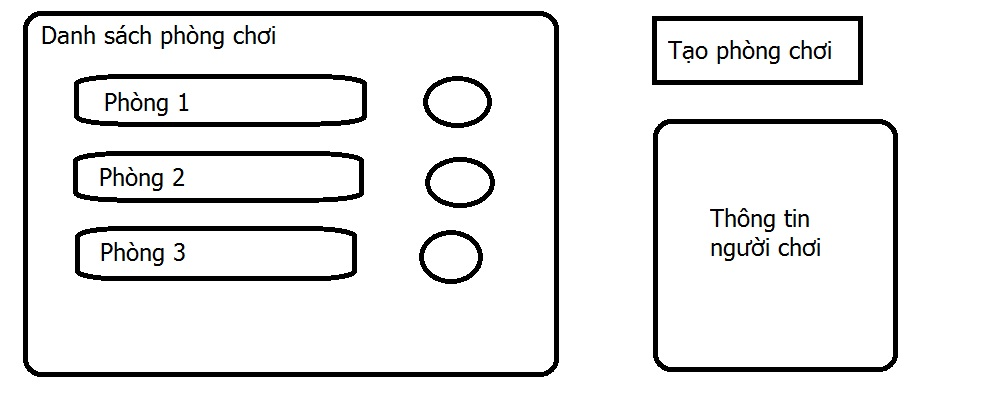 Danh sách phòng chơi
Phòng 1
Phòng 2
Phòng 3
Tạo phòng chơi
Thông tin
người chơi